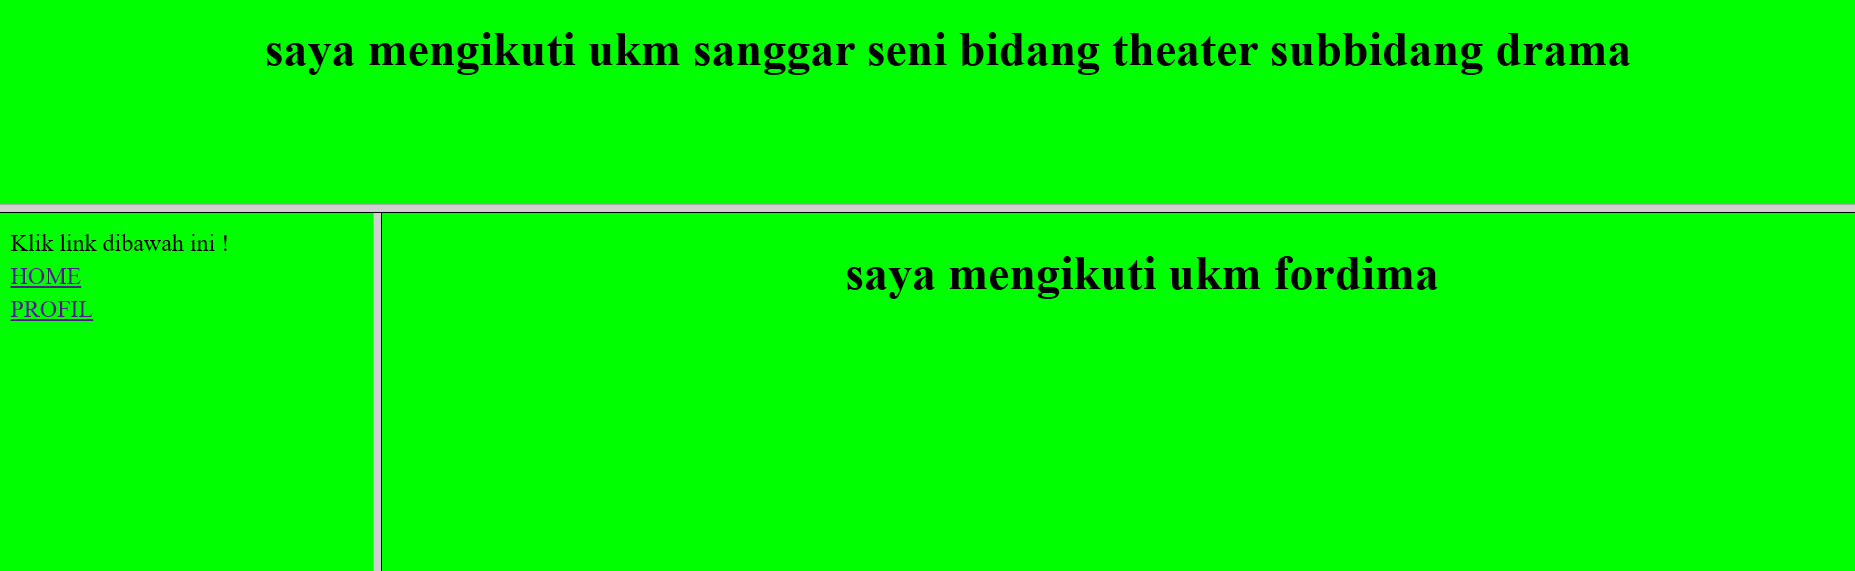 saya mengikuti ukm sanggar seni bidang theater subbidang drama
Klik link dibawah ini !
HOME
PROFIL
saya mengikuti ukm fordima